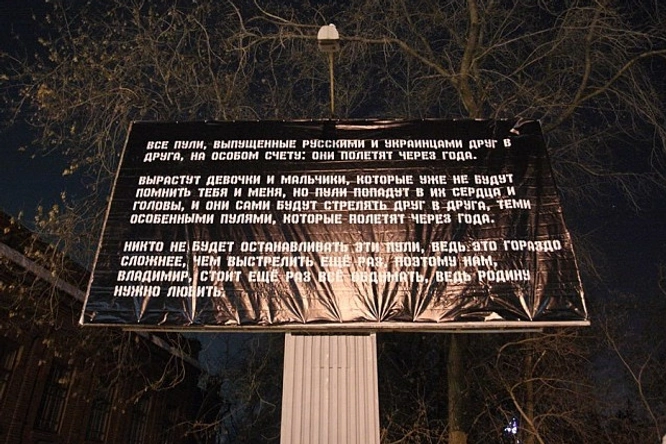 ВСЕ ПУЛИ, ВЫПУЩЕННЫЕ РУССКИМИ И УКРАИНЦАМИ ДРУГ В
ДРУГА, НА ОСОБОМ СЧЕТУ: ОНИ ПОЛЕТЯТ ЧЕРЕЗ ГОДА.
ВЫРАСТУТ ДЕВОЧКИ И МАЛЬЧИКИ, КОТОРЫЕ УЖЕ НЕ БУДУТ
ПОМНИТЬ ТЕБЯ И МЕНЯ, НО ПУЛИ ПОПАДУТ В ИХ СЕРДЦА И
ГОЛОВЫ, И ОНИ САМИ БУДУТ СТРЕЛЯТЬ ДРУГ В ДРУГА, ТЕМИ
ОСОБЕННЫМИ ПУЛЯМИ, КОТОРЫЕ ПОЛЕТЯТ ЧЕРЕЗ ГОДА.
НИКТО НЕ БУДЕТ ОСТАНАВЛИВАТЬ ЭТИ ПУЛИ, ВЕДЬ ЭТО ГОРАЗДО
СЛОЖНЕЕ, ЧЕМ ВЫСТРЕЛИТЬ ЕЩЁ РАЗ, ПОЭТОМУ НАМ,
ВЛАДИМИР, СТОИТ ЕЩЁ РАЗ ВСЁ ОБДУМАТЬ, ВЕДЬ РОДИНУ
НУЖНО ЛЮБИТЬ.